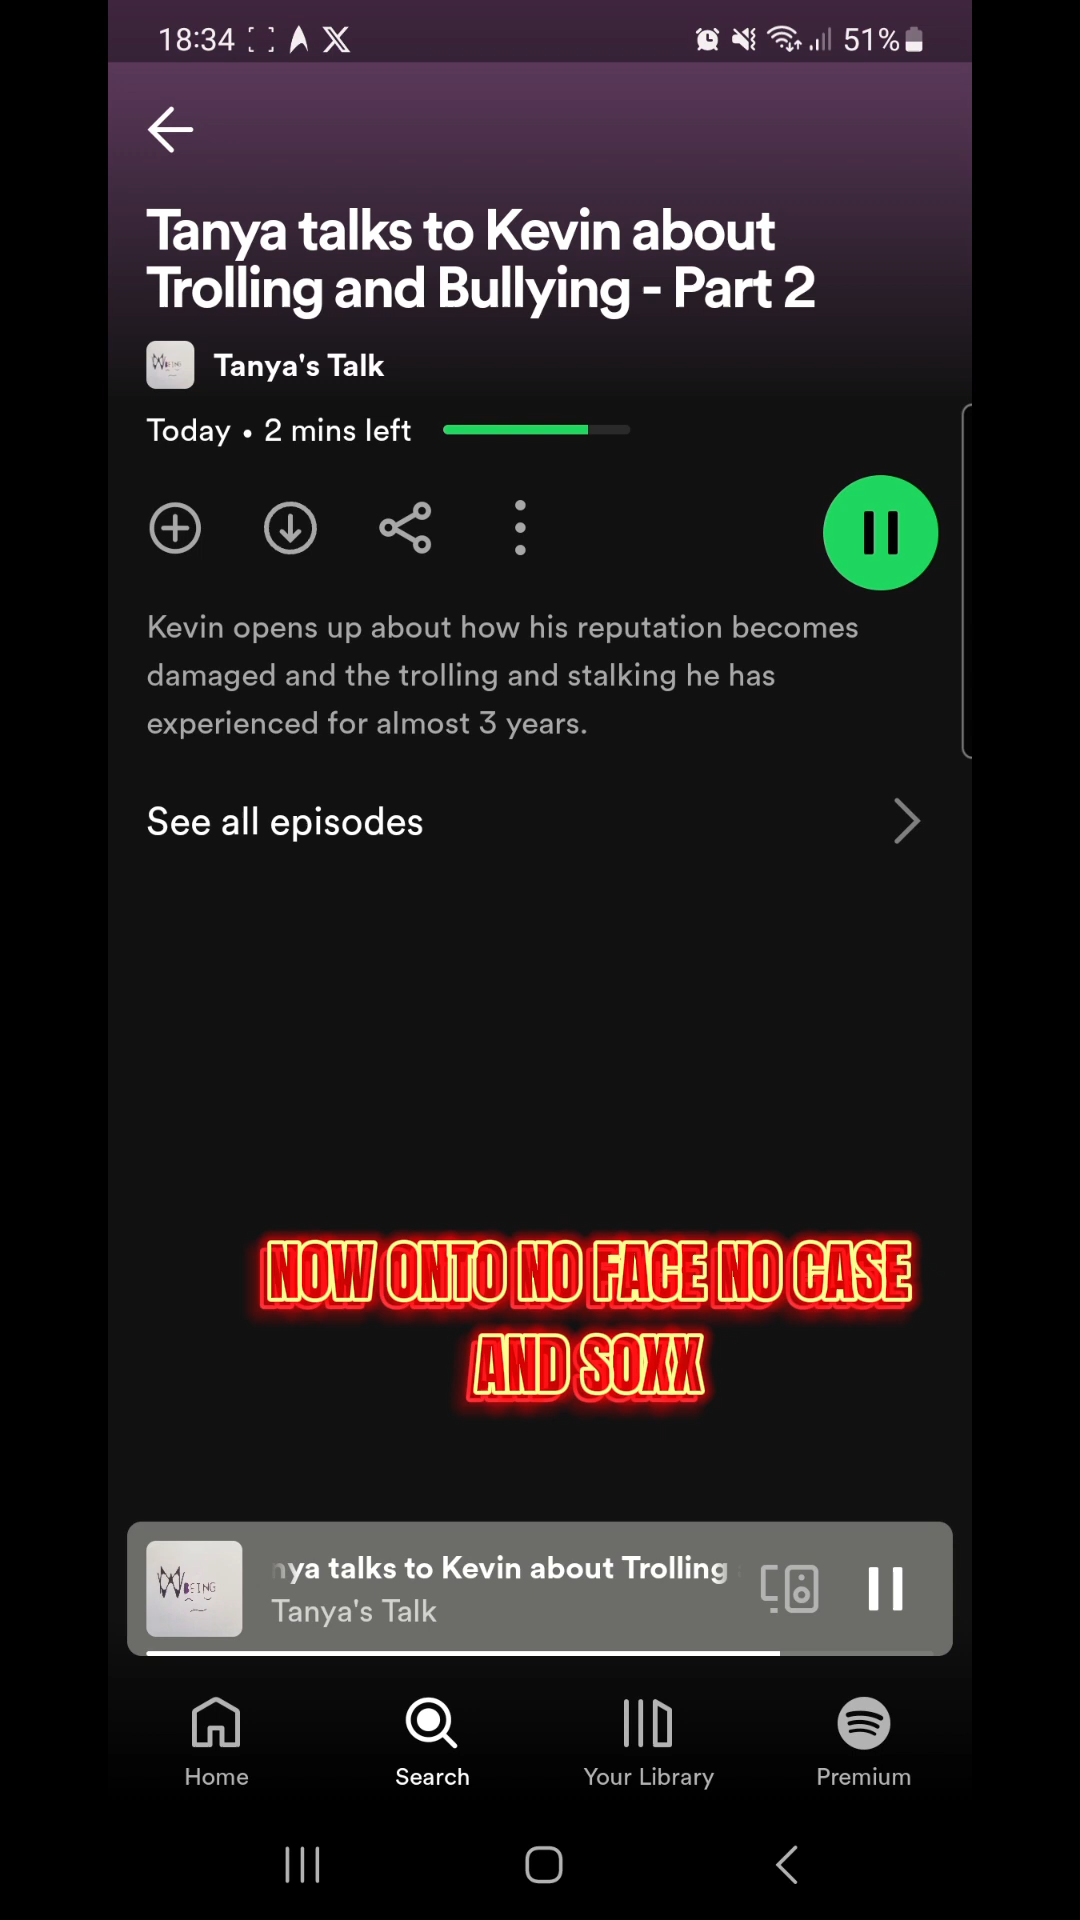 18:34
51%
Tanya talks to Kevin about
Trolling and Bullying - Part 2
Tanya's Talk
Today • 2 mins left
Kevin opens up about how his reputation becomes
damaged and the trolling and stalking he has
experienced for almost 3 years.
See all episodes
NOW ONTO NO FACE NO CASE
AND SOXX
WBEING
nya talks to Kevin about Trolling
Tanya's Talk
Home
Search
Your Library
Premium